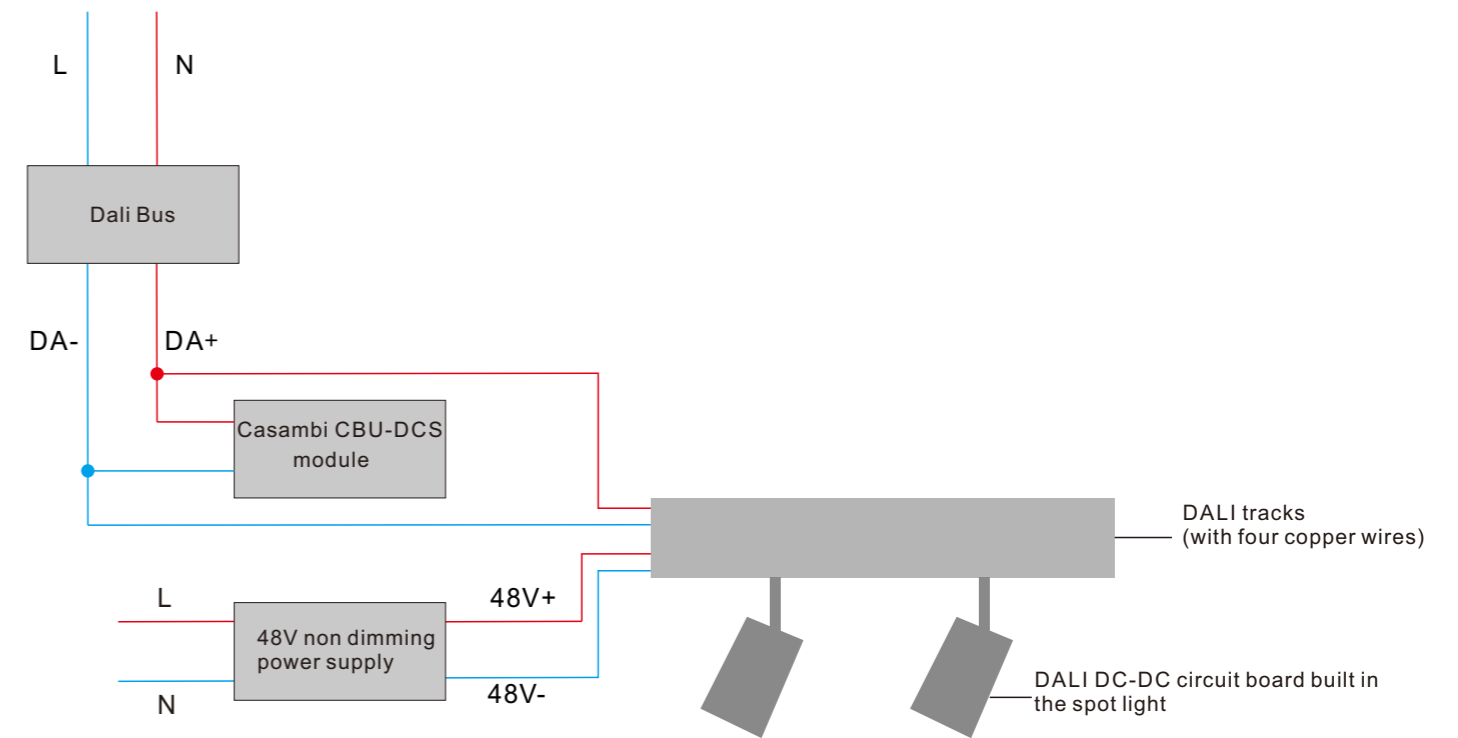 L
N
Dali Bus
DA-
DA+
Casambi CBU-DCS
module
DALI tracks
(with four copper wires)
L
48V+
48V non dimming
power supply
N
48V-
DALI DC-DC circuit board built in
the spot light